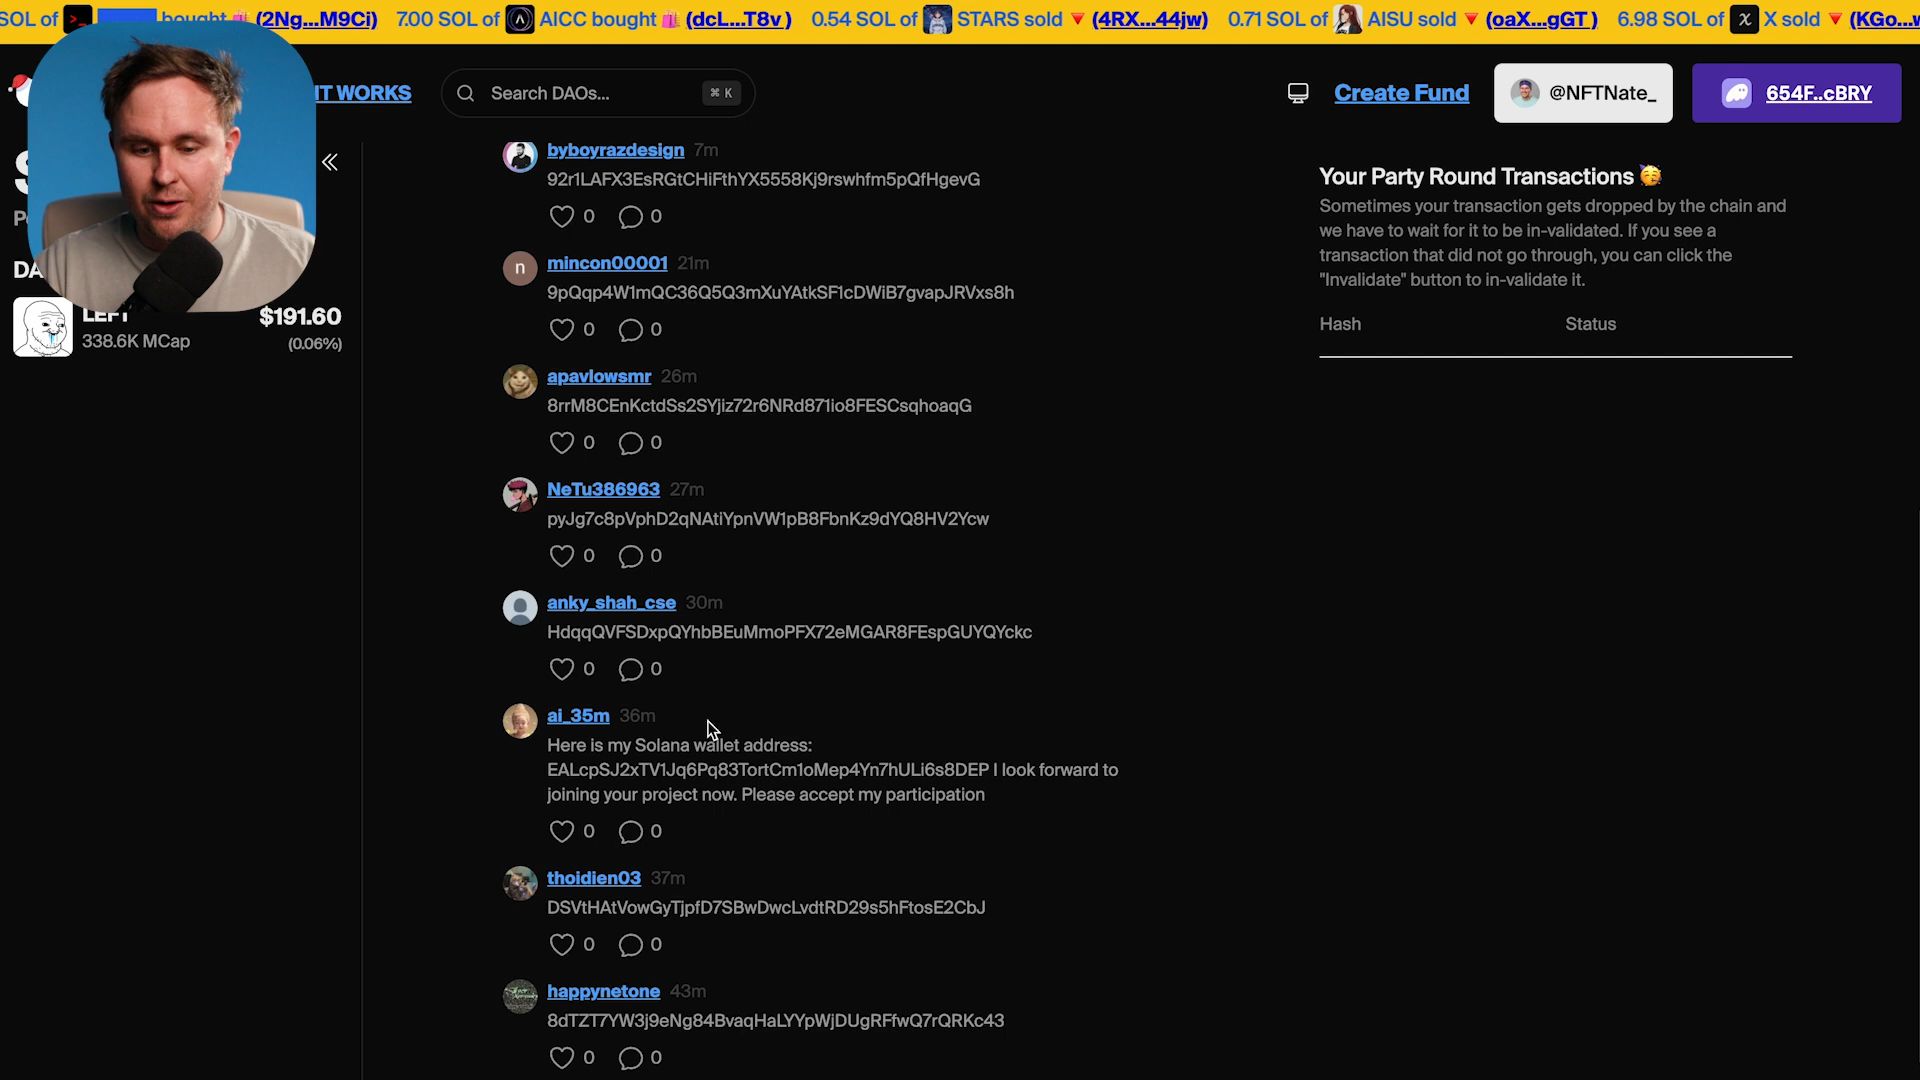 SOL of bought (2Ng...M9Ci) 7.00 SOL of AICC bought (dcL...T8v) 0.54 SOL of STARS sold (4RX...44jw) 0.71 SOL of AISU sold (oaX...gGT) 6.98 SOL of X sold (KGo...
IT WORKS
Search DAOs...
⌘ K
Create Fund
@NFTNate_
654F..cBRY
byboyrazdesign 7m
92r1LAFX3EsRGtCHiFthYX5558Kj9rswhfm5pQfHgevG
0 0
n
mincon00001 21m
9pQqp4W1mQC36Q5Q3mXuYAtkSF1cDWiB7gvapJRVxs8h
0 0
apavlowsmr 26m
8rrM8CEnKctdSs2SYjiz72r6NRd871io8FESCsqhoaqG
0 0
NeTu386963 27m
pyJg7c8pVphD2qNAtiYpnVW1pB8FbnKz9dYQ8HV2Ycw
0 0
anky_shah_cse 30m
HdqqQVFSDxpQYhbBEuMmoPFX72eMGAR8FEspGUYQYckc
0 0
ai_35m 36m
Here is my Solana wallet address:
EALcpSJ2xTV1Jq6Pq83TortCm1oMep4Yn7hULi6s8DEP I look forward to
joining your project now. Please accept my participation
0 0
thoidien03 37m
DSVtHAtVowGyTjpfD7SBwDwcLvdtRD29s5hFtosE2CbJ
0 0
happynetone 43m
8dTZT7YW3j9eNg84BvaqHaLYYpWjDUgRFfwQ7rQRKc43
0 0
LEFT
$191.60
338.6K MCap
(0.06%)
Your Party Round Transactions 🥳
Sometimes your transaction gets dropped by the chain and
we have to wait for it to be in-validated. If you see a
transaction that did not go through, you can click the
"Invalidate" button to in-validate it.
Hash Status